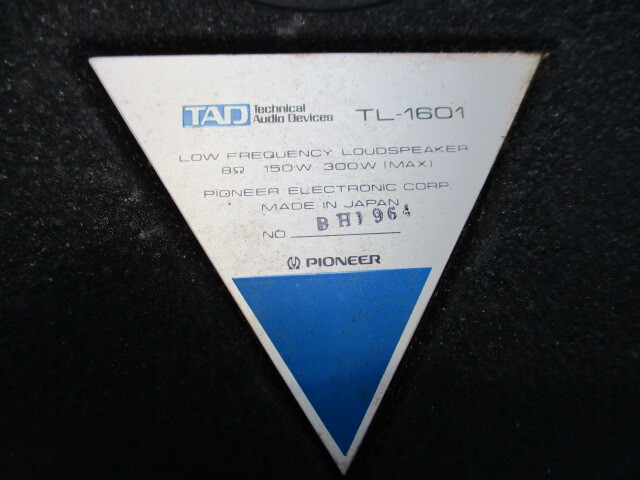 TAD Technical Audio Devices TL-1601
LOW FREQUENCY LOUDSPEAKER
8Ω 150W 300W (MAX)
PIONEER ELECTRONIC CORP
MADE IN JAPAN
NO BH1964
PIONEER